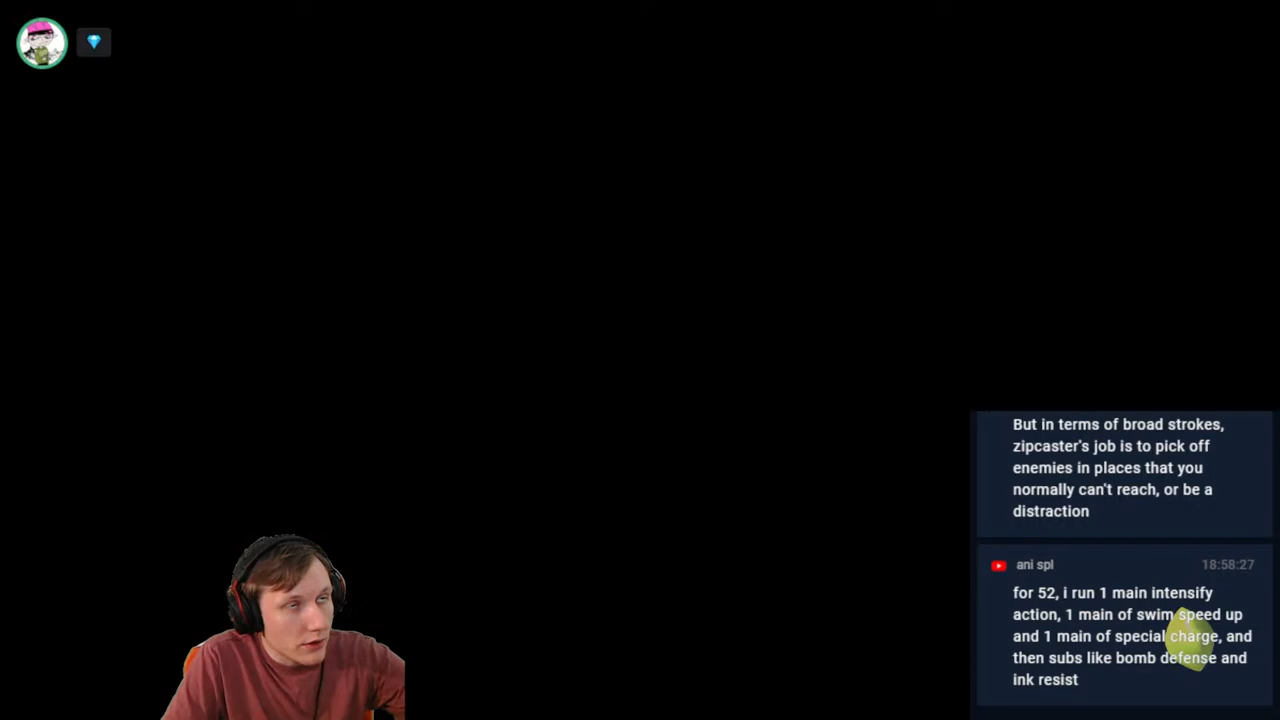 But in terms of broad strokes,
zipcaster's job is to pick off
enemies in places that you
normally can't reach, or be a
distraction
ani spl 18:58:27
for 52, i run 1 main intensify
action, 1 main of swim speed up
and 1 main of special charge, and
then subs like bomb defense and
ink resist